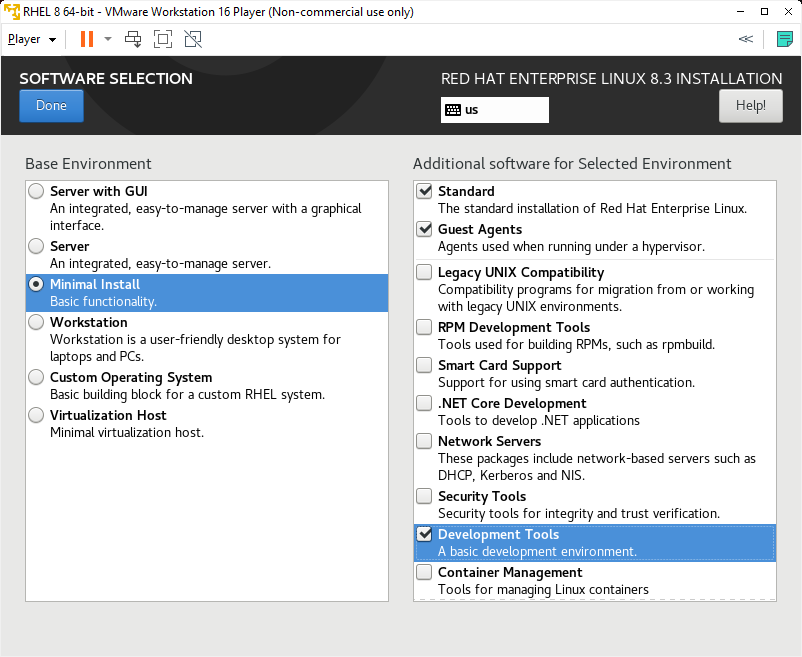 RHEL 8 64-bit - VMware Workstation 16 Player (Non-commercial use only)
Player
SOFTWARE SELECTION
RED HAT ENTERPRISE LINUX 8.3 INSTALLATION
Done
us
Help!
Base Environment
Server with GUI
An integrated, easy-to-manage server with a graphical
interface.
Server
An integrated, easy-to-manage server.
Minimal Install
Basic functionality.
Workstation
Workstation is a user-friendly desktop system for
laptops and PCs.
Custom Operating System
Basic building block for a custom RHEL system.
Virtualization Host
Minimal virtualization host.
Additional software for Selected Environment
Standard
The standard installation of Red Hat Enterprise Linux.
Guest Agents
Agents used when running under a hypervisor.
Legacy UNIX Compatibility
Compatibility programs for migration from or working
with legacy UNIX environments.
RPM Development Tools
Tools used for building RPMs, such as rpmbuild.
Smart Card Support
Support for using smart card authentication.
.NET Core Development
Tools to develop .NET applications
Network Servers
These packages include network-based servers such as
DHCP, Kerberos and NIS.
Security Tools
Security tools for integrity and trust verification.
Development Tools
A basic development environment.
Container Management
Tools for managing Linux containers